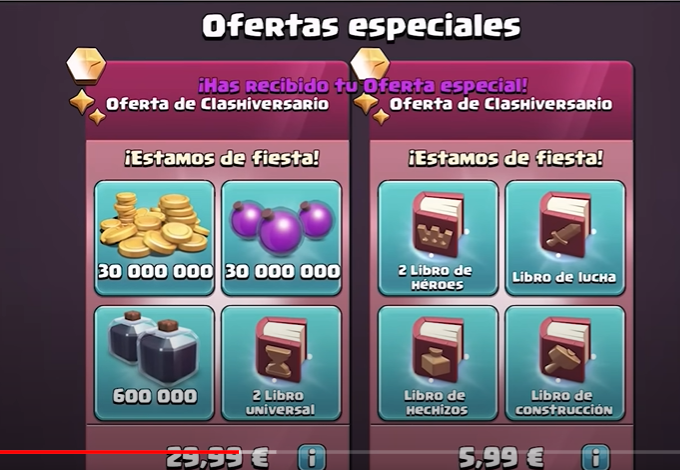 Ofertas especiales
¡Has recibido tu Oferta especial!
Oferta de Clashiversario
¡Estamos de fiesta!
30 000 000
30 000 000
600 000
2 Libro
universal
29,99 €
i
Oferta de Clashiversario
¡Estamos de fiesta!
2 Libro de
héroes
Libro de lucha
Libro de
hechizos
Libro de
construcción
5,99 €
i